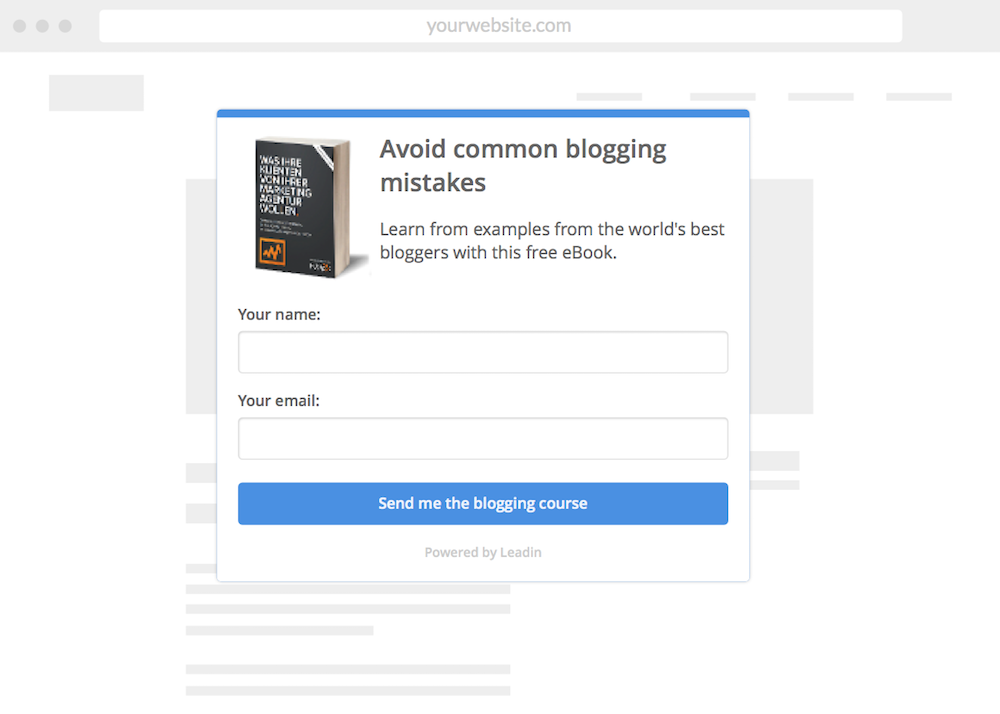 yourwebsite.com
Avoid common blogging
mistakes
Learn from examples from the world's best
bloggers with this free eBook.
WAS IHRE
KLIENTEN
VON IHRER
MARKETING
AGENTUR
WOLLEN.
Your name:
Your email:
Send me the blogging course
Powered by Leadin